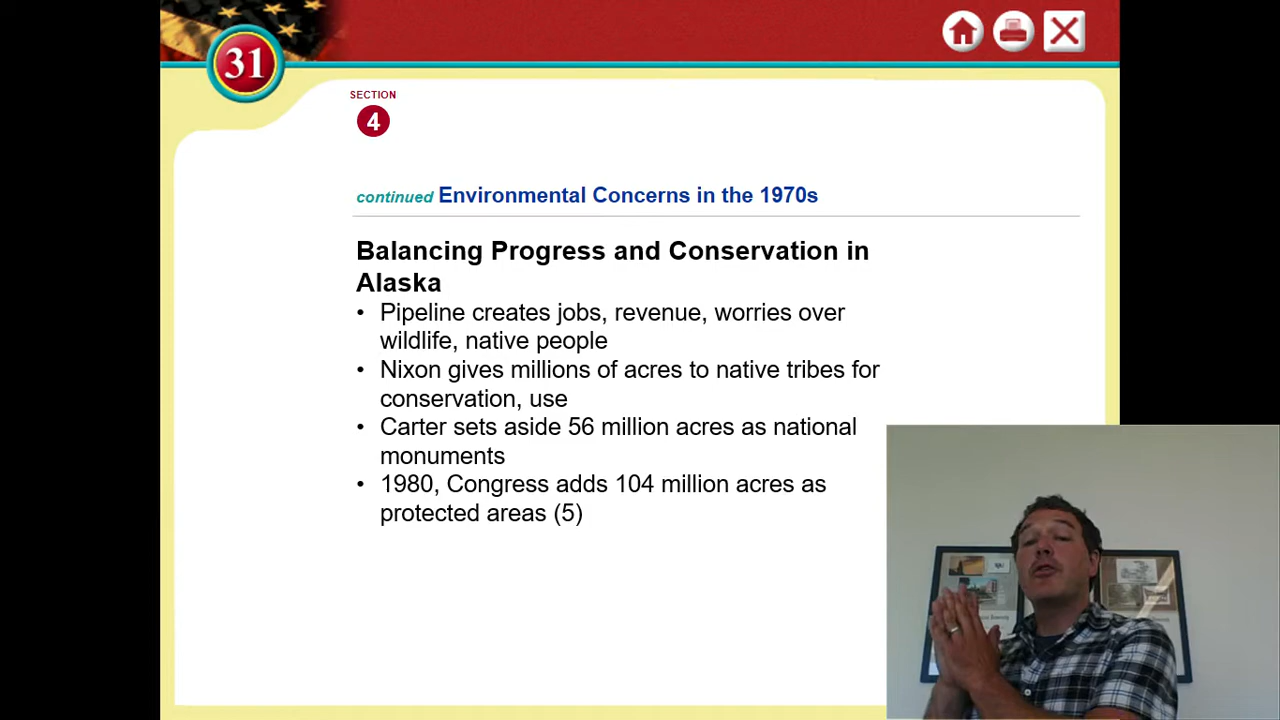 31
SECTION
4
continued Environmental Concerns in the 1970s
Balancing Progress and Conservation in
Alaska
• Pipeline creates jobs, revenue, worries over
wildlife, native people
• Nixon gives millions of acres to native tribes for
conservation, use
• Carter sets aside 56 million acres as national
monuments
• 1980, Congress adds 104 million acres as
protected areas (5)